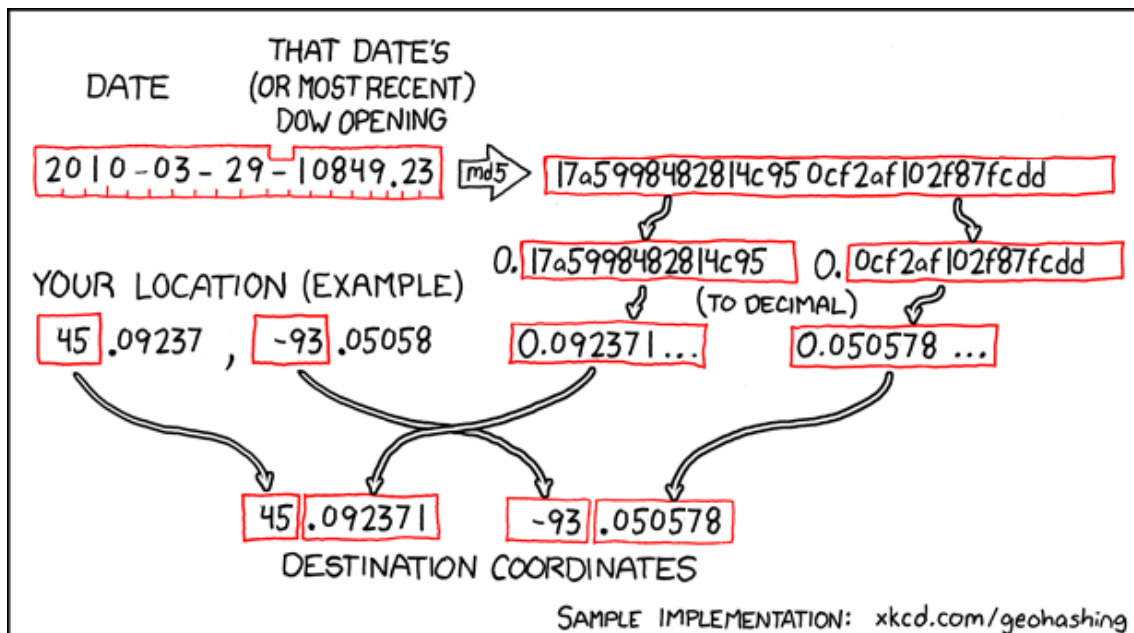 DATE
THAT DATE'S
(OR MOST RECENT)
DOW OPENING
2010-03-29-10849.23
md5
17a5998482814c95 0cf2af102f87fcdd
0. 17a5998482814c95
0. 0cf2af102f87fcdd
YOUR LOCATION (EXAMPLE)
(TO DECIMAL)
45 .09237 , -93 .05058
0.092371...
0.050578 ...
45 .092371
-93 .050578
DESTINATION COORDINATES
SAMPLE IMPLEMENTATION: xkcd.com/geohashing